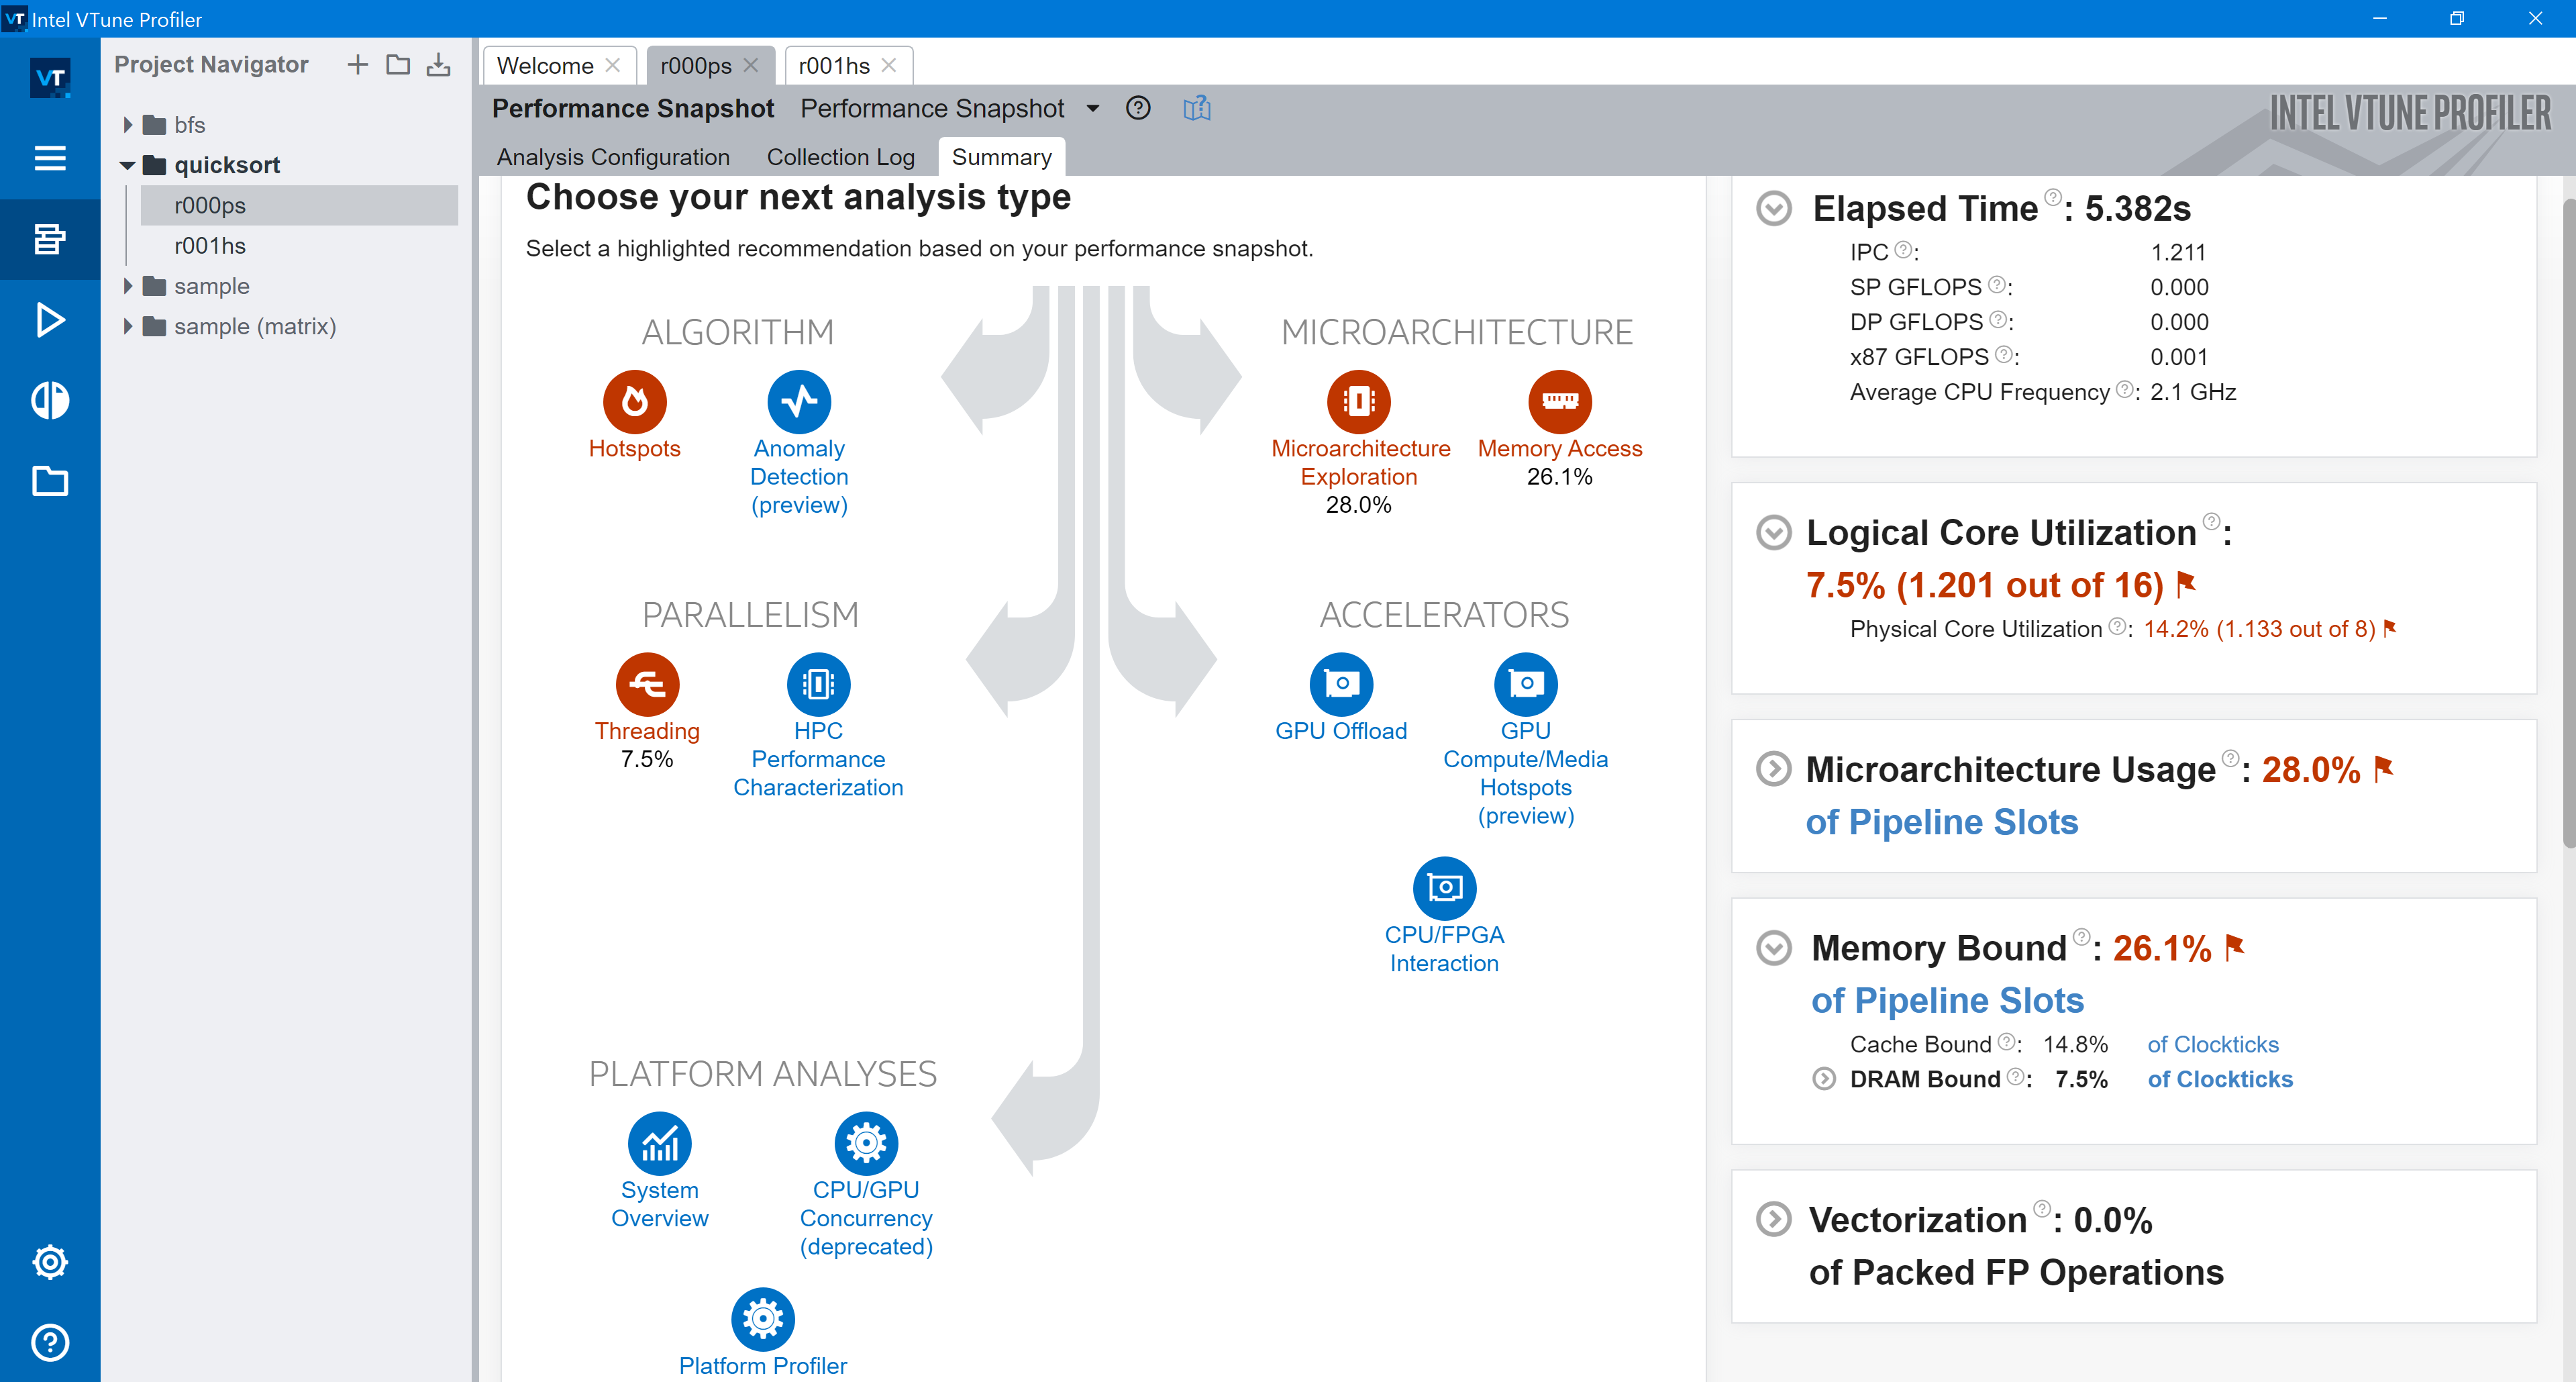 VT Intel VTune Profiler
VT
Project Navigator
bfs
quicksort
r000ps
r001hs
sample
sample (matrix)
Welcome
r000ps
r001hs
Performance Snapshot Performance Snapshot
INTEL VTUNE PROFILER
Analysis Configuration Collection Log Summary
Choose your next analysis type
Select a highlighted recommendation based on your performance snapshot.
ALGORITHM
Hotspots
Anomaly
Detection
(preview)
MICROARCHITECTURE
Microarchitecture
Exploration
28.0%
Memory Access
26.1%
PARALLELISM
Threading
7.5%
HPC
Performance
Characterization
ACCELERATORS
GPU Offload
GPU
Compute/Media
Hotspots
(preview)
CPU/FPGA
Interaction
PLATFORM ANALYSES
System
Overview
CPU/GPU
Concurrency
(deprecated)
Platform Profiler
Elapsed Time ?: 5.382s
IPC ?: 1.211
SP GFLOPS ?: 0.000
DP GFLOPS ?: 0.000
x87 GFLOPS ?: 0.001
Average CPU Frequency ?: 2.1 GHz
Logical Core Utilization ?:
7.5% (1.201 out of 16)
Physical Core Utilization ?: 14.2% (1.133 out of 8)
Microarchitecture Usage ?: 28.0%
of Pipeline Slots
Memory Bound ?: 26.1%
of Pipeline Slots
Cache Bound ?: 14.8% of Clockticks
DRAM Bound ?: 7.5% of Clockticks
Vectorization ?: 0.0%
of Packed FP Operations